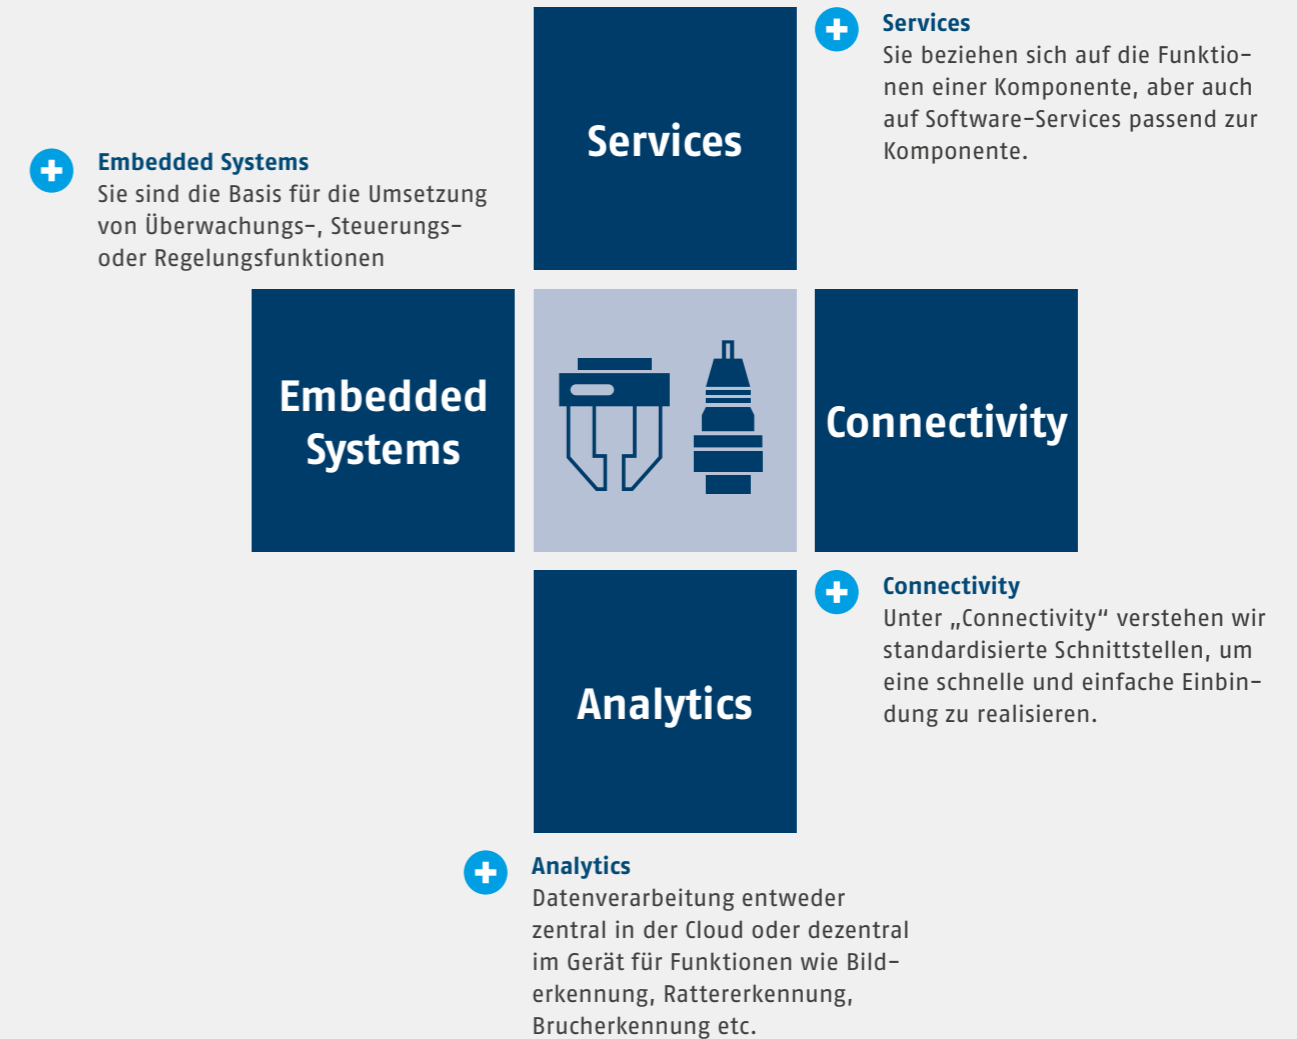 Services
Services
Sie beziehen sich auf die Funktio-
nen einer Komponente, aber auch
auf Software-Services passend zur
Komponente.
Embedded Systems
Sie sind die Basis für die Umsetzung
von Überwachungs-, Steuerungs-
oder Regelungsfunktionen
Embedded
Systems
Connectivity
Connectivity
Unter „Connectivity“ verstehen wir
standardisierte Schnittstellen, um
eine schnelle und einfache Einbin-
dung zu realisieren.
Analytics
Analytics
Datenverarbeitung entweder
zentral in der Cloud oder dezentral
im Gerät für Funktionen wie Bild-
erkennung, Rattererkennung,
Brucherkennung etc.